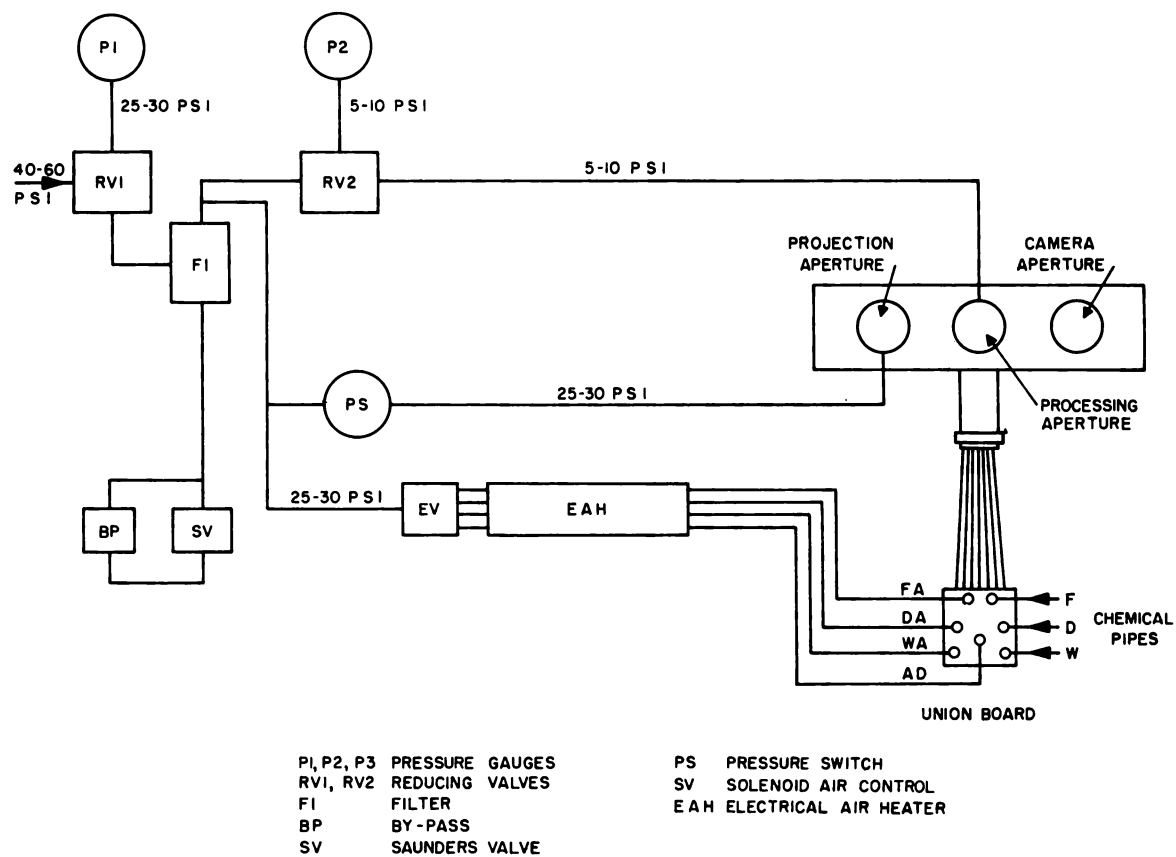 P1
P2
25-30 PSI
5-10 PSI
40-60
PSI
RV1
RV2
5-10 PSI
F1
PROJECTION
APERTURE
CAMERA
APERTURE
PS
25-30 PSI
PROCESSING
APERTURE
25-30 PSI
EV
EAH
BP
SV
FA
F
DA
D
CHEMICAL
PIPES
WA
W
AD
UNION BOARD
P1, P2, P3 PRESSURE GAUGES
RV1, RV2 REDUCING VALVES
F1 FILTER
BP BY-PASS
SV SAUNDERS VALVE
PS PRESSURE SWITCH
SV SOLENOID AIR CONTROL
EAH ELECTRICAL AIR HEATER